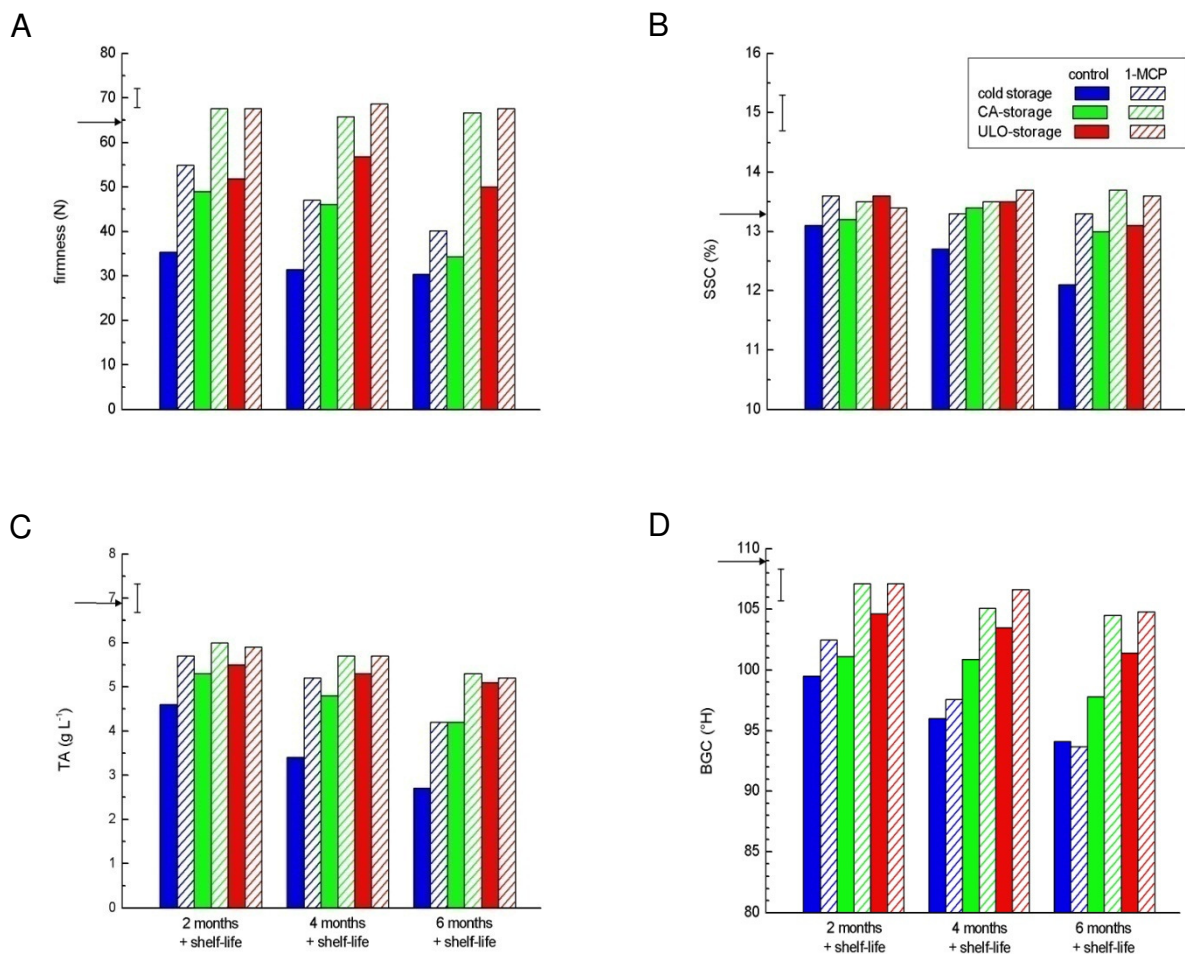 A
80
70
60
50
40
30
20
10
0
firmness (N)
B
16
15
14
13
12
11
10
SSC (%)
control 1-MCP
cold storage
CA-storage
ULO-storage
C
8
7
6
5
4
3
2
1
0
TA (g L⁻¹)
2 months
+ shelf-life
4 months
+ shelf-life
6 months
+ shelf-life
D
110
105
100
95
90
85
80
BGC (°H)
2 months
+ shelf-life
4 months
+ shelf-life
6 months
+ shelf-life